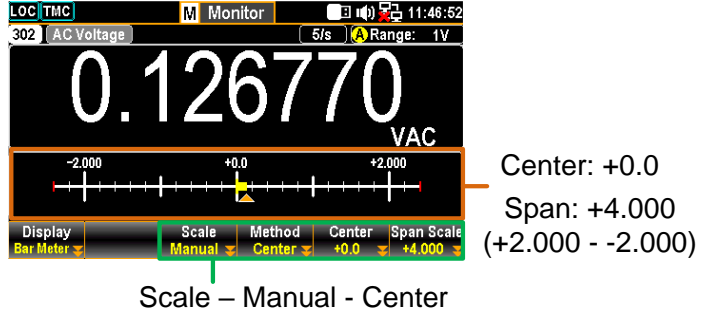 LOC TMC M Monitor 11:46:52
302 AC Voltage 5/s A Range: 1V
0.126770
VAC
-2.000 +0.0 +2.000
Display Scale Method Center Span Scale
Bar Meter Manual Center +0.0 +4.000
Center: +0.0
Span: +4.000
(+2.000 - -2.000)
Scale – Manual - Center